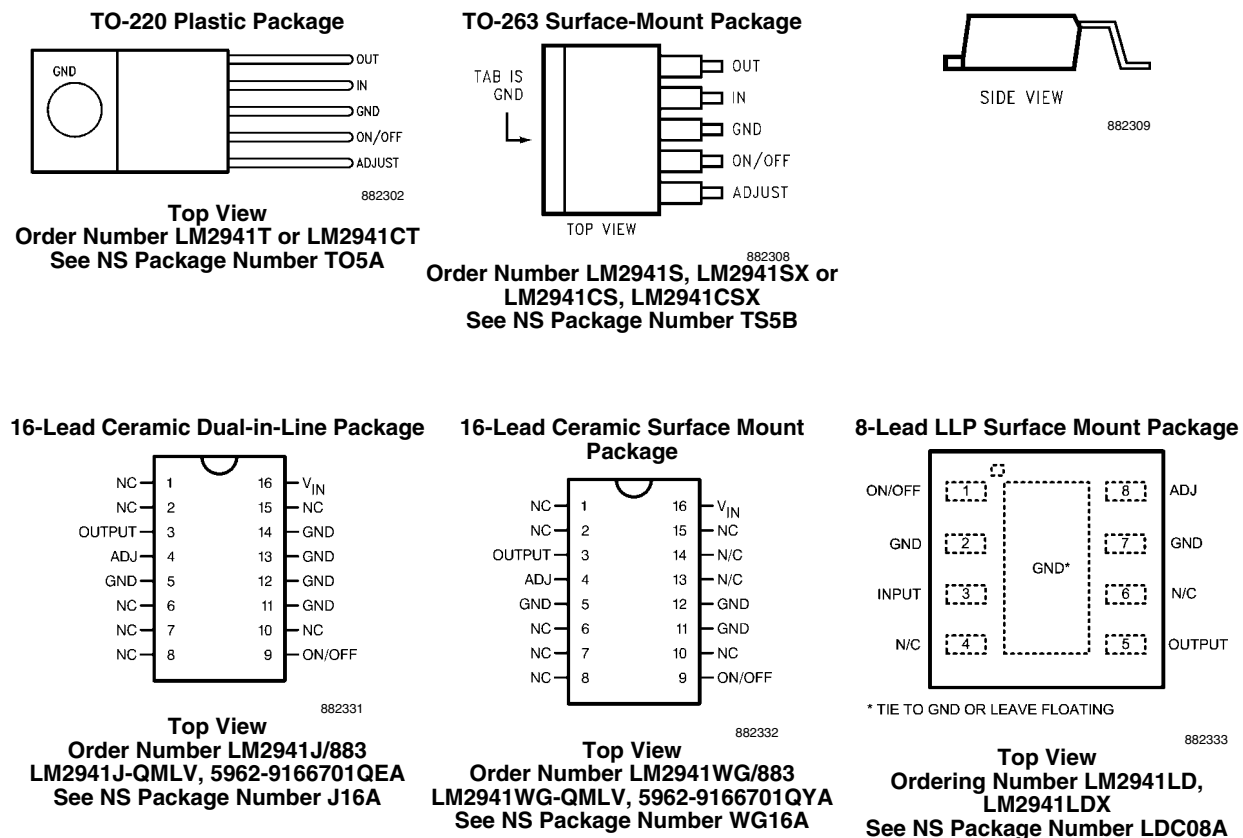 TO-220 Plastic Package
GND
OUT
IN
GND
ON/OFF
ADJUST
882302
Top View
Order Number LM2941T or LM2941CT
See NS Package Number TO5A
TO-263 Surface-Mount Package
TAB IS
GND
OUT
IN
GND
ON/OFF
ADJUST
TOP VIEW
882308
Order Number LM2941S, LM2941SX or
LM2941CS, LM2941CSX
See NS Package Number TS5B
SIDE VIEW
882309
16-Lead Ceramic Dual-in-Line Package
NC 1 16 VIN
NC 2 15 NC
OUTPUT 3 14 GND
ADJ 4 13 GND
GND 5 12 GND
NC 6 11 GND
NC 7 10 NC
NC 8 9 ON/OFF
882331
Top View
Order Number LM2941J/883
LM2941J-QMLV, 5962-9166701QEA
See NS Package Number J16A
16-Lead Ceramic Surface Mount
Package
NC 1 16 VIN
NC 2 15 NC
OUTPUT 3 14 N/C
ADJ 4 13 N/C
GND 5 12 GND
NC 6 11 GND
NC 7 10 NC
NC 8 9 ON/OFF
882332
Top View
Order Number LM2941WG/883
LM2941WG-QMLV, 5962-9166701QYA
See NS Package Number WG16A
8-Lead LLP Surface Mount Package
ON/OFF 1 8 ADJ
GND 2 7 GND
GND*
INPUT 3 6 N/C
N/C 4 5 OUTPUT
* TIE TO GND OR LEAVE FLOATING
882333
Top View
Ordering Number LM2941LD,
LM2941LDX
See NS Package Number LDC08A